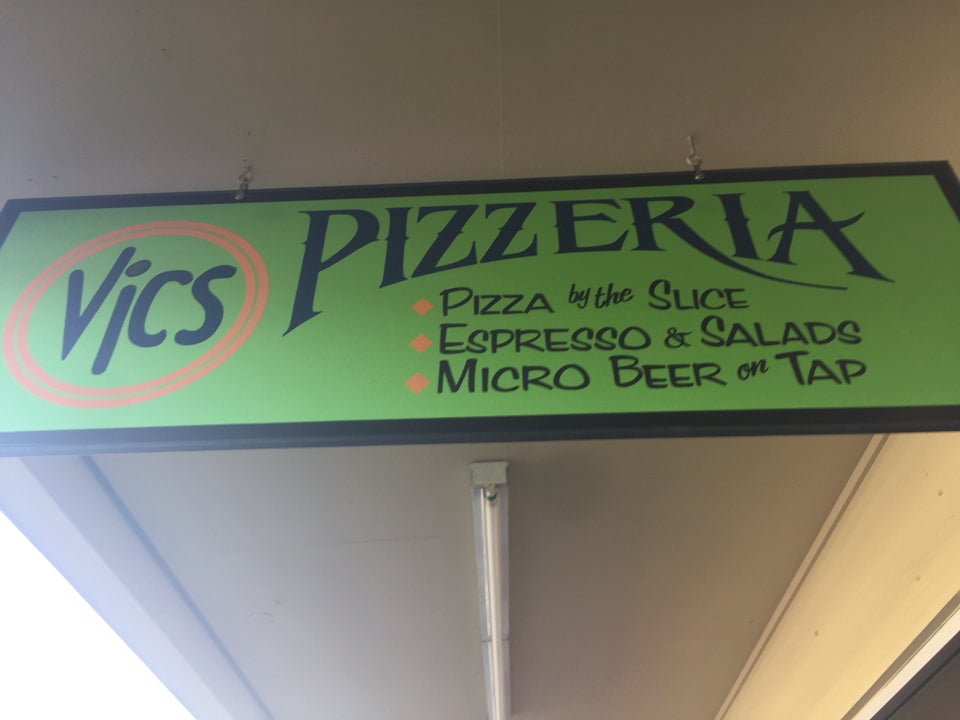 Vics
PIZZERIA
PIZZA by the SLICE
ESPRESSO & SALADS
MICRO BEER on TAP